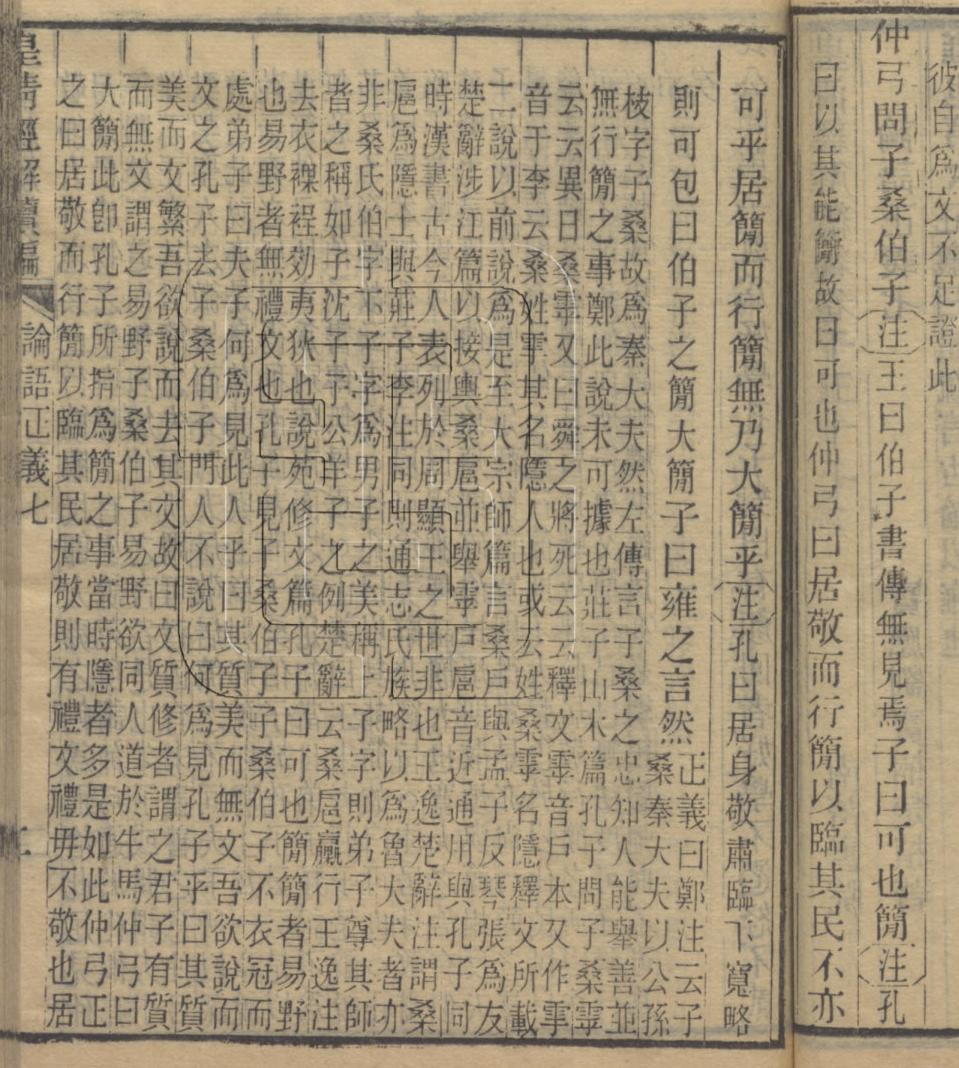 彼自爲文不足證此
仲弓問子桑伯子注王曰伯子書傳無見焉子曰可也簡注孔
曰以其能簡故曰可也仲弓曰居敬而行簡以臨其民不亦
可乎居簡而行簡無乃大簡乎注孔曰居身敬肅臨下寬略
則可包曰伯子之簡大簡子曰雍之言然
正義曰鄭注云子
桑秦大夫以公孫
枝字子桑故爲秦大夫然左傳言子桑之忠知人能舉善並
無行簡之事鄭此說未可據也莊子山木篇孔子問子桑雽
云云異日桑雽又曰舜之將死云云釋文雽音戶本又作雽
音于李云桑姓雽其名隱人也或云姓桑雽名隱釋文所載
二說以前說爲是至大宗師篇言桑戶與孟子反琴張爲友
楚辭涉江篇以接輿桑扈並舉雽戶扈音近通用與孔子同
時漢書古今人表列於周顯王之世非也王逸楚辭注謂桑
扈爲隱士與莊子李注同則通志氏族略以爲魯大夫者亦
非桑氏伯字下子字爲男子之美稱上子字則弟子尊其師
者之稱如子沈子子公羊子之例楚辭云桑扈臝行王逸注
去衣裸裎効夷狄也說苑修文篇孔子曰可也簡簡者易野
也易野者無禮文也孔子見子桑伯子子桑伯子不衣冠而
處弟子曰夫子何爲見此人乎曰其質美而無文吾欲說而
文之孔子去子桑伯子門人不說曰何爲見孔子乎曰其質
美而文繁吾欲說而去其文故曰文質修者謂之君子有質
而無文謂之易野子桑伯子易野欲同人道於牛馬仲弓曰
大簡此卽孔子所指爲簡之事當時隱者多是如此仲弓正
之曰居敬而行簡以臨其民居敬則有禮文禮毋不敬也居
皇清經解續編
論語正義七
二